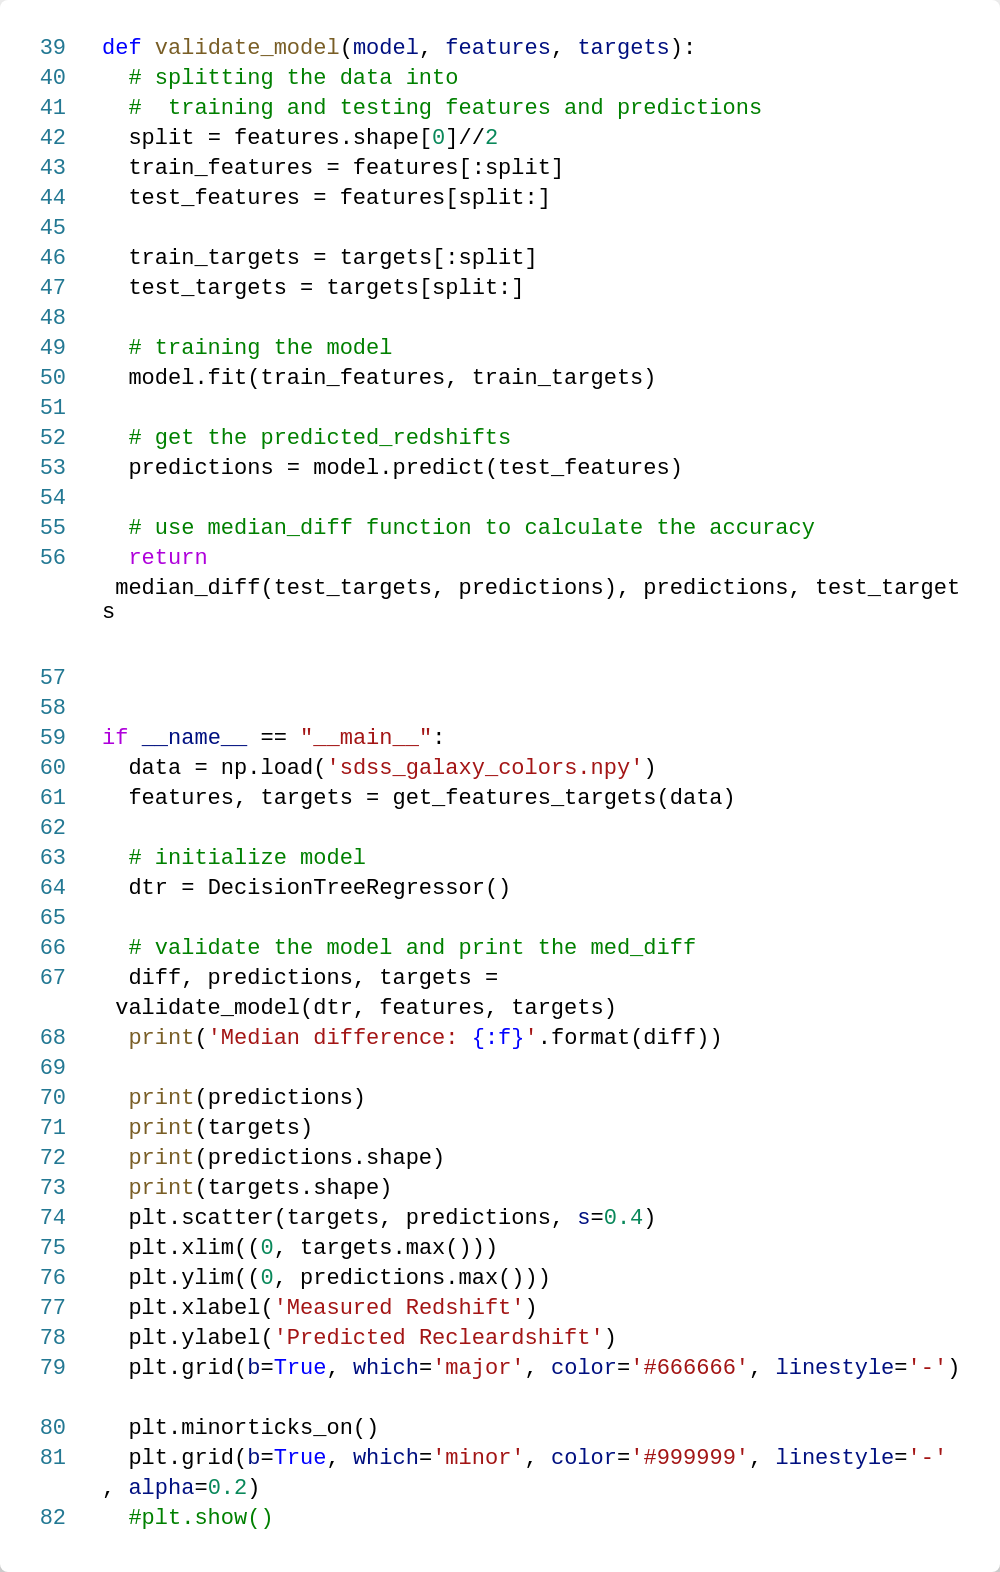 39 def validate_model(model, features, targets):
40   # splitting the data into
41   #  training and testing features and predictions
42   split = features.shape[0]//2
43   train_features = features[:split]
44   test_features = features[split:]
45
46   train_targets = targets[:split]
47   test_targets = targets[split:]
48
49   # training the model
50   model.fit(train_features, train_targets)
51
52   # get the predicted_redshifts
53   predictions = model.predict(test_features)
54
55   # use median_diff function to calculate the accuracy
56   return
 median_diff(test_targets, predictions), predictions, test_target
s
57
58
59 if __name__ == "__main__":
60   data = np.load('sdss_galaxy_colors.npy')
61   features, targets = get_features_targets(data)
62
63   # initialize model
64   dtr = DecisionTreeRegressor()
65
66   # validate the model and print the med_diff
67   diff, predictions, targets =
 validate_model(dtr, features, targets)
68   print('Median difference: {:f}'.format(diff))
69
70   print(predictions)
71   print(targets)
72   print(predictions.shape)
73   print(targets.shape)
74   plt.scatter(targets, predictions, s=0.4)
75   plt.xlim((0, targets.max()))
76   plt.ylim((0, predictions.max()))
77   plt.xlabel('Measured Redshift')
78   plt.ylabel('Predicted Recleardshift')
79   plt.grid(b=True, which='major', color='#666666', linestyle='-')
80   plt.minorticks_on()
81   plt.grid(b=True, which='minor', color='#999999', linestyle='-'
, alpha=0.2)
82   #plt.show()